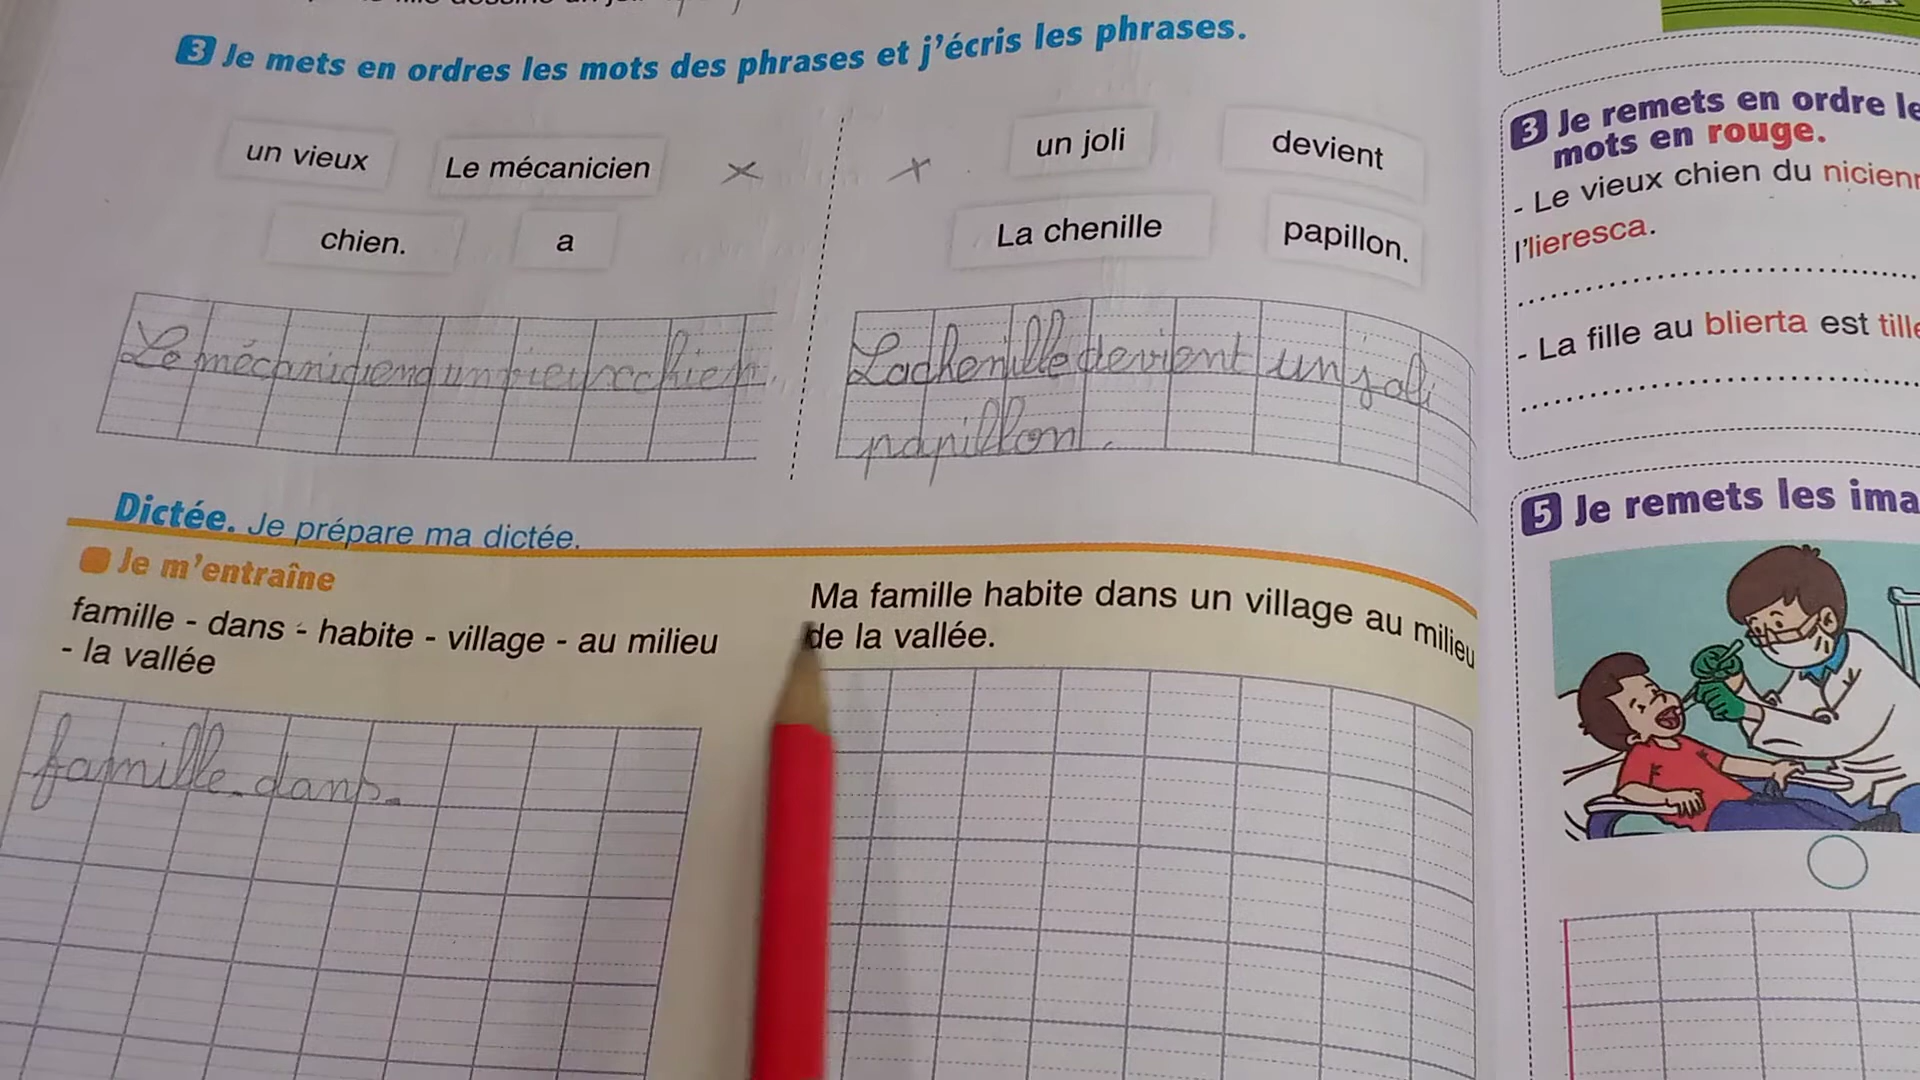 3 Je mets en ordres les mots des phrases et j'écris les phrases.
un vieux
Le mécanicien
chien.
a
un joli
devient
La chenille
papillon.
Le mécanicien a un vieux chien.
La chenille devient un joli
papillon.
Dictée. Je prépare ma dictée.
Je m'entraîne
famille - dans - habite - village - au milieu
- la vallée
famille - dans -
Ma famille habite dans un village au milieu
de la vallée.
3 Je remets en ordre
mots en rouge.
- Le vieux chien du
l'lieresca.
- La fille au blierta est
5 Je remets les